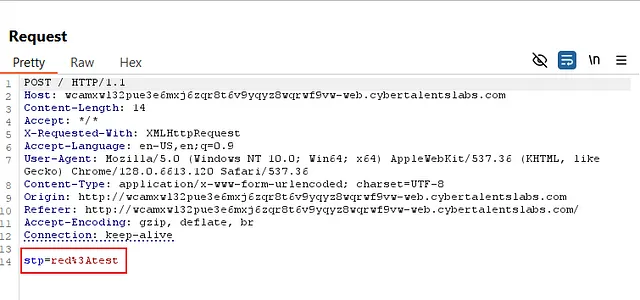 Request
Pretty Raw Hex
\n
1 POST / HTTP/1.1
2 Host: wcamxwl32pue3e6mxj6zqr8t6v9yqyz8wqrwf9vw-web.cybertalentslabs.com
3 Content-Length: 14
4 Accept: */*
5 X-Requested-With: XMLHttpRequest
6 Accept-Language: en-US,en;q=0.9
7 User-Agent: Mozilla/5.0 (Windows NT 10.0; Win64; x64) AppleWebKit/537.36 (KHTML, like
Gecko) Chrome/128.0.6613.120 Safari/537.36
8 Content-Type: application/x-www-form-urlencoded; charset=UTF-8
9 Origin: http://wcamxwl32pue3e6mxj6zqr8t6v9yqyz8wqrwf9vw-web.cybertalentslabs.com
10 Referer: http://wcamxwl32pue3e6mxj6zqr8t6v9yqyz8wqrwf9vw-web.cybertalentslabs.com/
11 Accept-Encoding: gzip, deflate, br
12 Connection: keep-alive
13
14 stp=red%3Atest